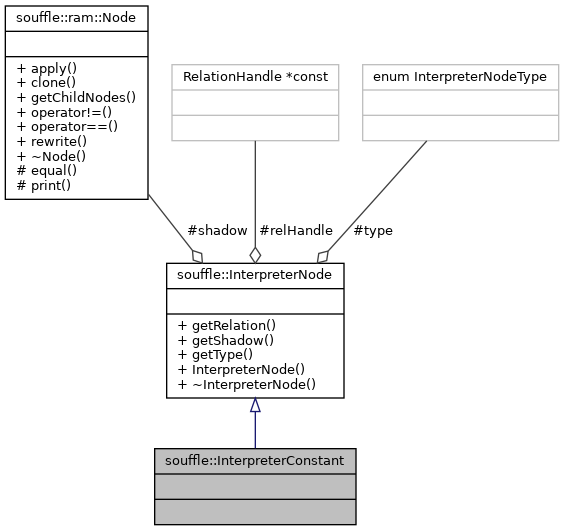 souffle::ram::Node
+ apply()
+ clone()
+ getChildNodes()
+ operator!=()
+ operator==()
+ rewrite()
+ ~Node()
# equal()
# print()
RelationHandle *const
enum InterpreterNodeType
#shadow
#relHandle
#type
souffle::InterpreterNode
+ getRelation()
+ getShadow()
+ getType()
+ InterpreterNode()
+ ~InterpreterNode()
souffle::InterpreterConstant